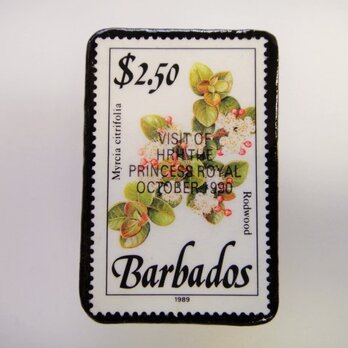 $2.50
Myrcia citrifolia
VISIT OF
HRH THE
PRINCESS ROYAL
OCTOBER 1990
Rodwood
Barbados
1989